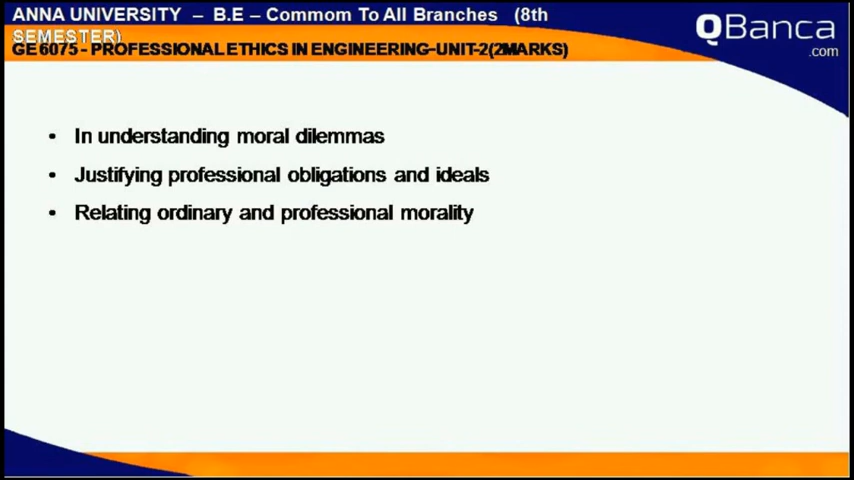 ANNA UNIVERSITY – B.E – Commom To All Branches (8th
SEMESTER)
GE 6075 - PROFESSIONAL ETHICS IN ENGINEERING-UNIT-2(2MARKS)
QBanca
.com
• In understanding moral dilemmas
• Justifying professional obligations and ideals
• Relating ordinary and professional morality